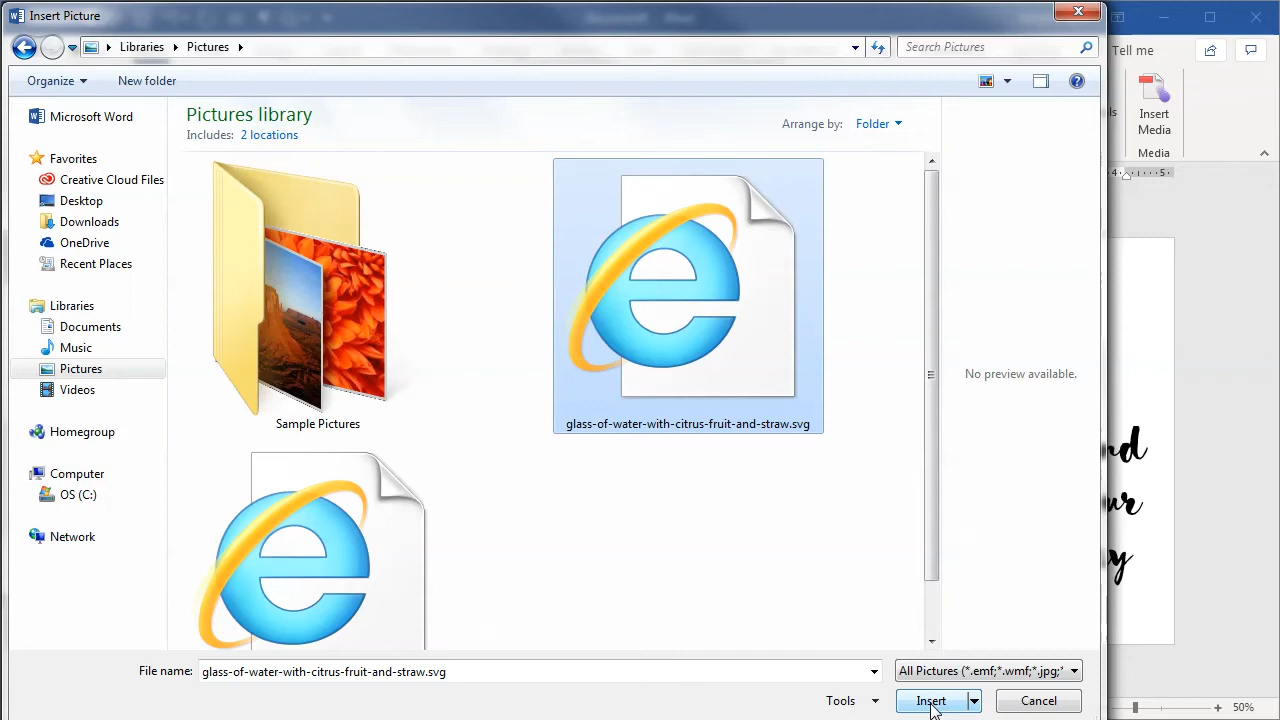 Insert Picture
Libraries Pictures
Search Pictures
Tell me
Organize
New folder
Insert Media
Media
Microsoft Word
Pictures library
Includes: 2 locations
Arrange by: Folder
4 5
Favorites
Creative Cloud Files
Desktop
Downloads
OneDrive
Recent Places
Libraries
Documents
Music
Pictures
Videos
Homegroup
Computer
OS (C:)
Network
Sample Pictures
glass-of-water-with-citrus-fruit-and-straw.svg
No preview available.
File name: glass-of-water-with-citrus-fruit-and-straw.svg
All Pictures (*.emf;*.wmf;*.jpg;*
Tools
Insert
Cancel
50%